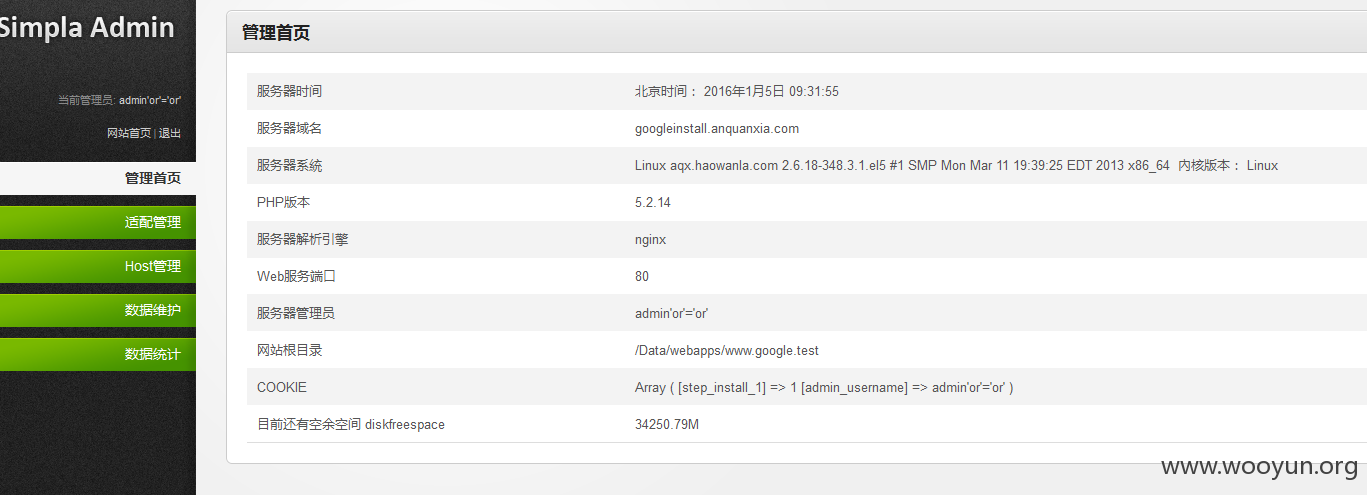 Simpla Admin
当前管理员: admin'or'='or'
网站首页 | 退出
管理首页
适配管理
Host管理
数据维护
数据统计
管理首页
服务器时间 北京时间： 2016年1月5日 09:31:55
服务器域名 googleinstall.anquanxia.com
服务器系统 Linux aqx.haowanla.com 2.6.18-348.3.1.el5 #1 SMP Mon Mar 11 19:39:25 EDT 2013 x86_64 内核版本： Linux
PHP版本 5.2.14
服务器解析引擎 nginx
Web服务端口 80
服务器管理员 admin'or'='or'
网站根目录 /Data/webapps/www.google.test
COOKIE Array ( [step_install_1] => 1 [admin_username] => admin'or'='or' )
目前还有空余空间 diskfreespace 34250.79M
www.wooyun.org